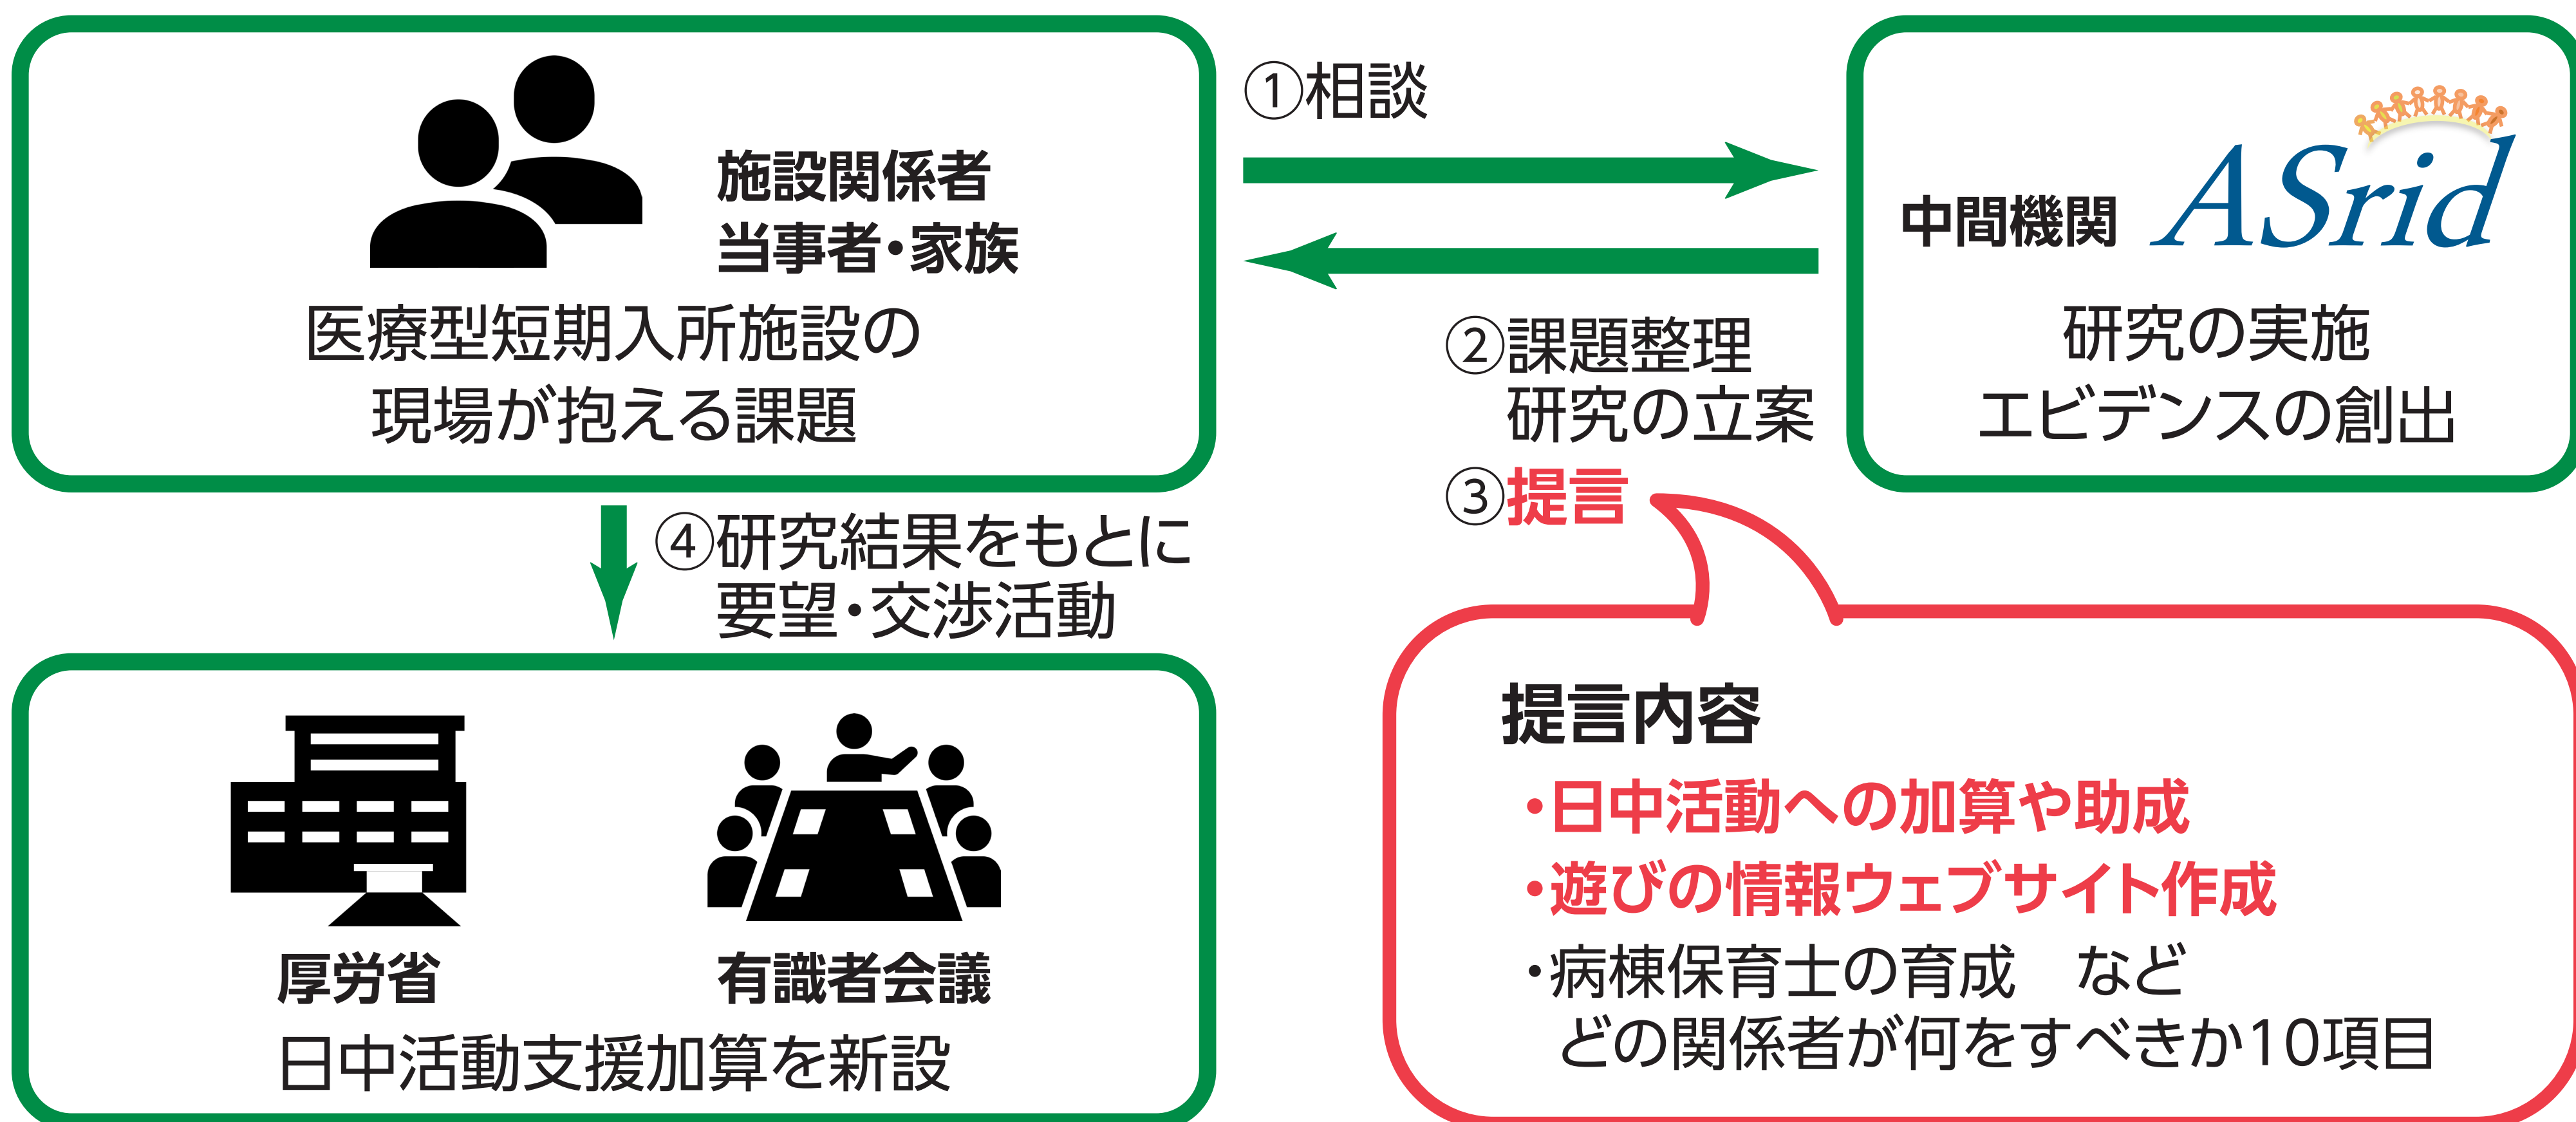 施設関係者
当事者・家族
医療型短期入所施設の
現場が抱える課題
①相談
②課題整理
研究の立案
③提言
中間機関
ASrid
研究の実施
エビデンスの創出
④研究結果をもとに
要望・交渉活動
厚労省
有識者会議
日中活動支援加算を新設
提言内容
・日中活動への加算や助成
・遊びの情報ウェブサイト作成
・病棟保育士の育成　など
どの関係者が何をすべきか10項目